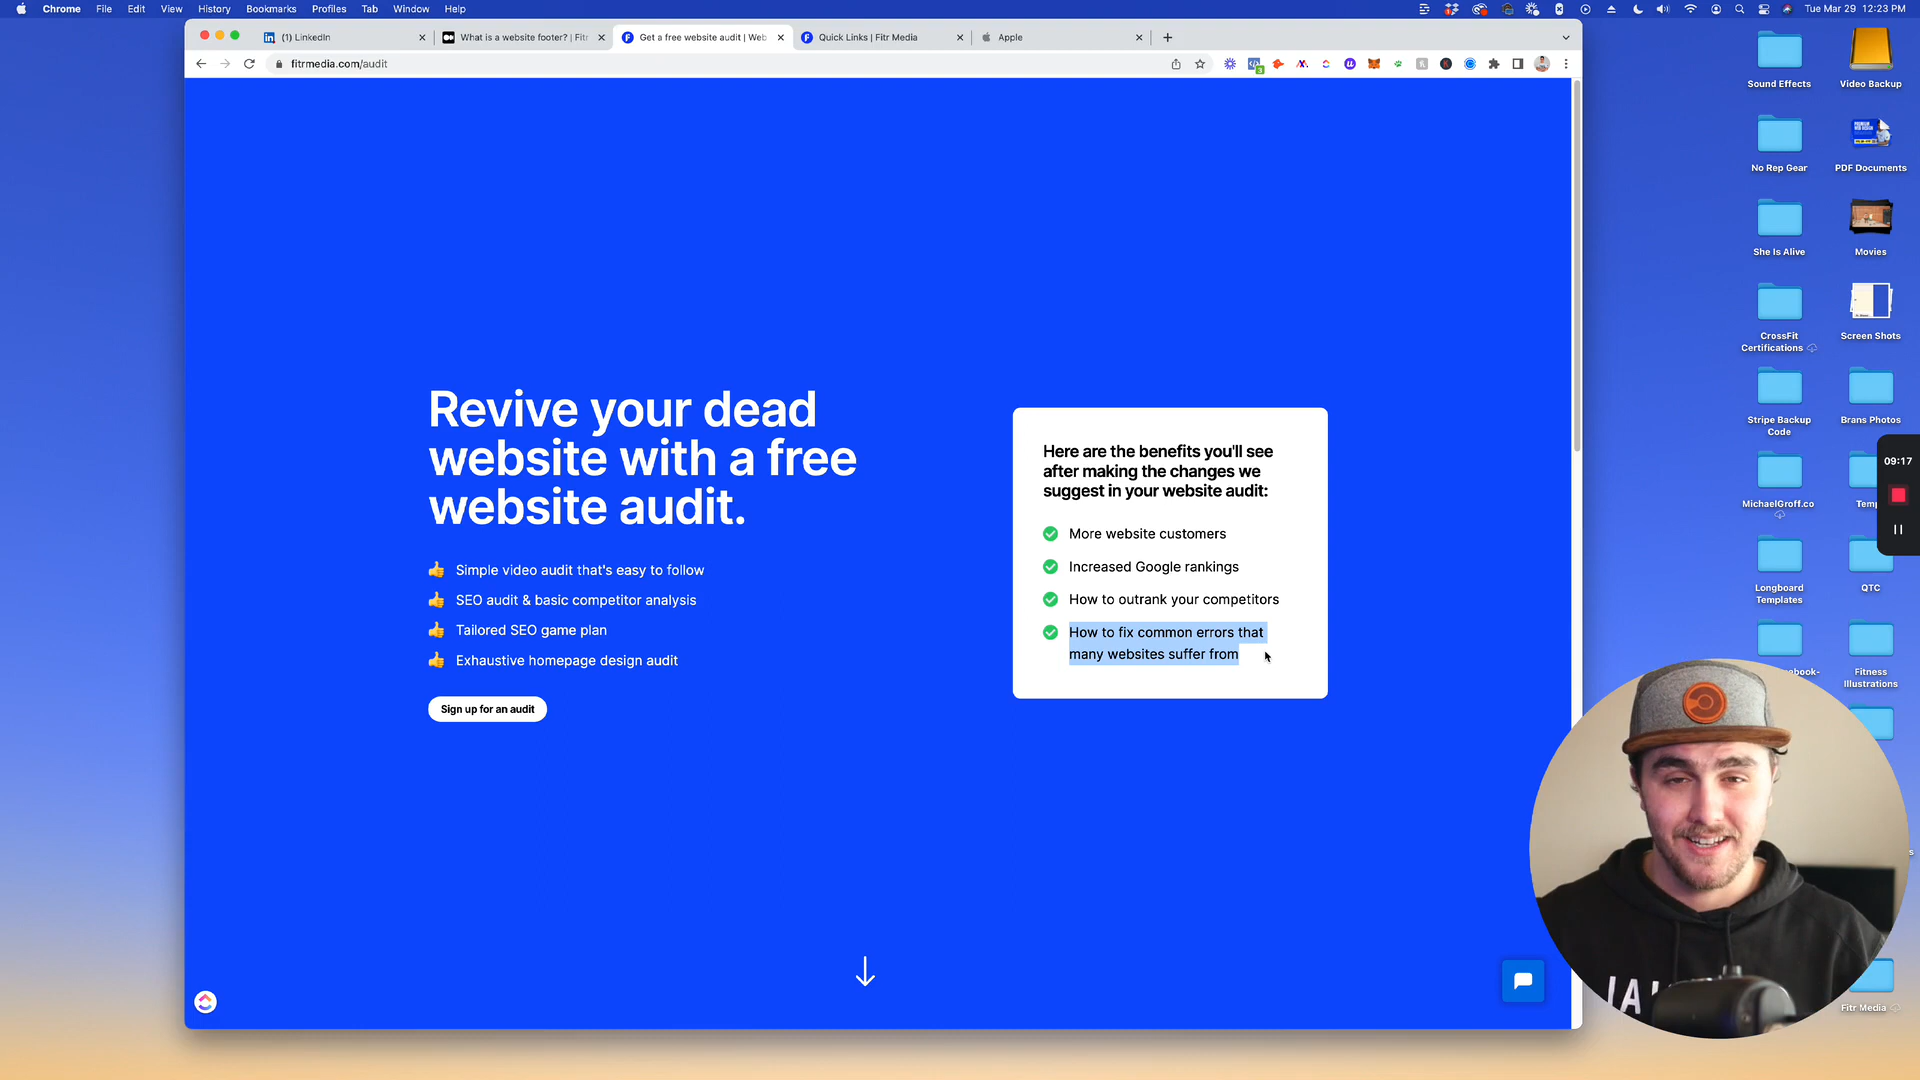 Chrome File Edit View History Bookmarks Profiles Tab Window Help
Tue Mar 29 12:23 PM
(1) LinkedIn
What is a website footer? | Fitr
Get a free website audit | Web
Quick Links | Fitr Media
Apple
fitrmedia.com/audit
Revive your dead
website with a free
website audit.
Simple video audit that's easy to follow
SEO audit & basic competitor analysis
Tailored SEO game plan
Exhaustive homepage design audit
Sign up for an audit
Here are the benefits you'll see
after making the changes we
suggest in your website audit:
More website customers
Increased Google rankings
How to outrank your competitors
How to fix common errors that
many websites suffer from
Sound Effects
Video Backup
No Rep Gear
PDF Documents
She Is Alive
Movies
CrossFit
Certifications
Screen Shots
Stripe Backup
Code
Brans Photos
09:17
MichaelGroff.co
Temp
Longboard
Templates
QTC
Fitness
Illustrations
Fitr Media